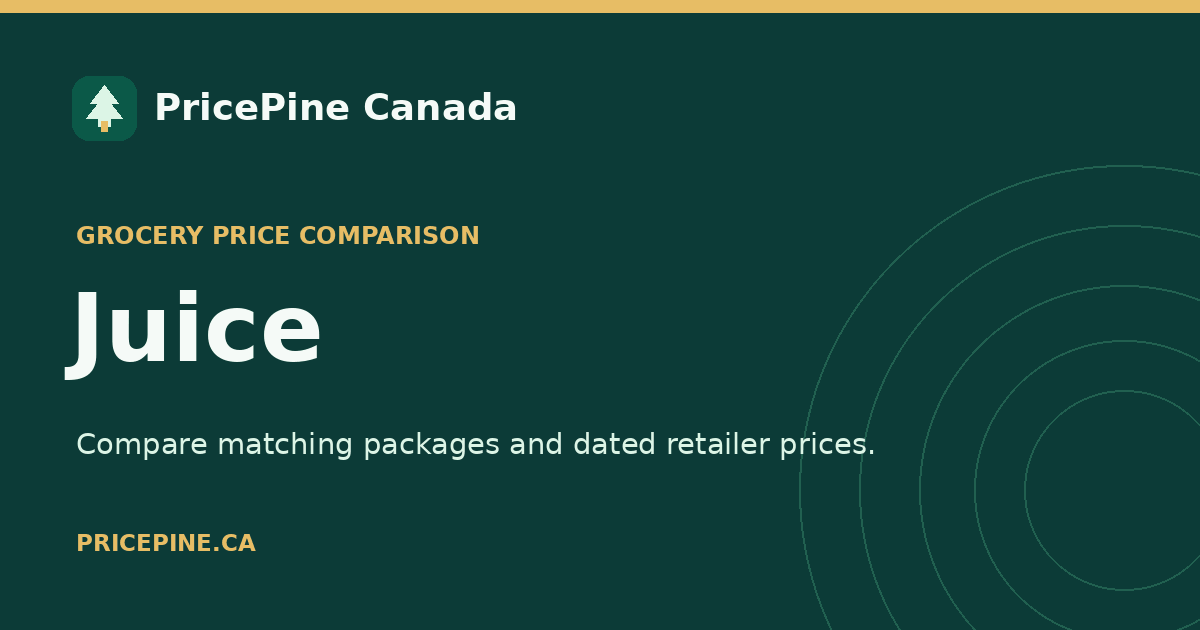 PricePine Canada
GROCERY PRICE COMPARISON
Juice
Compare matching packages and dated retailer prices.
PRICEPINE.CA